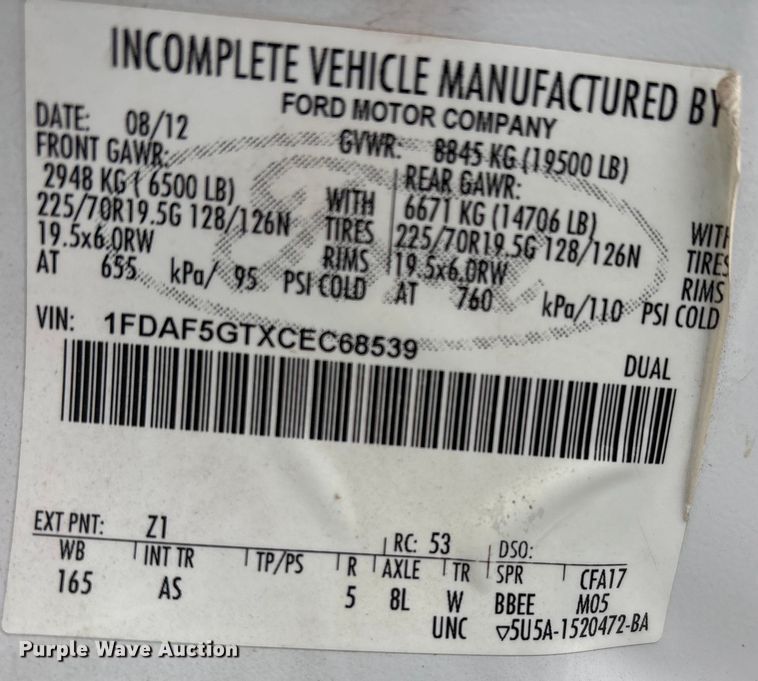 INCOMPLETE VEHICLE MANUFACTURED BY
FORD MOTOR COMPANY
DATE: 08/12 GVWR: 8845 KG (19500 LB)
FRONT GAWR: REAR GAWR:
2948 KG ( 6500 LB) WITH 6671 KG (14706 LB) WITH
225/70R19.5G 128/126N TIRES 225/70R19.5G 128/126N TIRES
19.5x6.0RW RIMS 19.5x6.0RW RIMS
AT 655 kPa/ 95 PSI COLD AT 760 kPa/110 PSI COLD
VIN: 1FDAF5GTXCEC68539
DUAL
EXT PNT: Z1 RC: 53 DSO:
WB INT TR TP/PS R AXLE TR SPR CFA17
165 AS 5 8L W BBEE M05
UNC ▽5U5A-1520472-BA
Purple Wave Auction